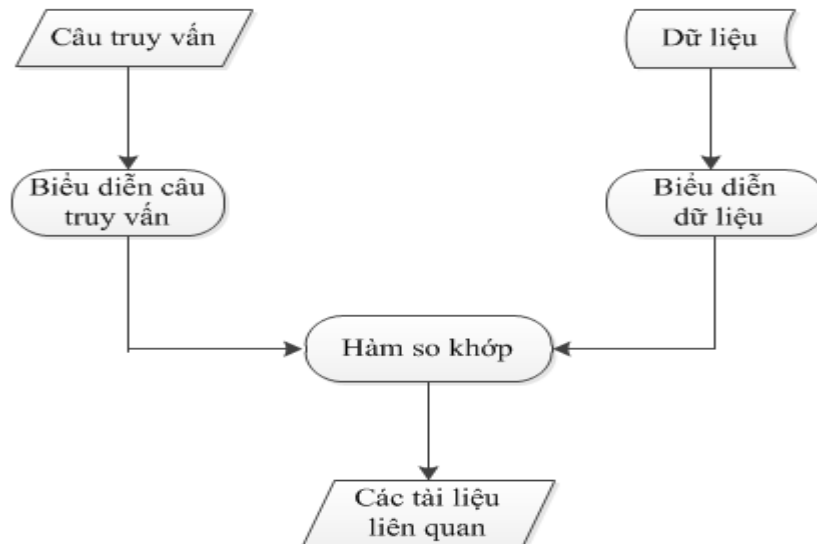 Câu truy vấn
Dữ liệu
Biểu diễn câu
truy vấn
Biểu diễn
dữ liệu
Hàm so khớp
Các tài liệu
liên quan